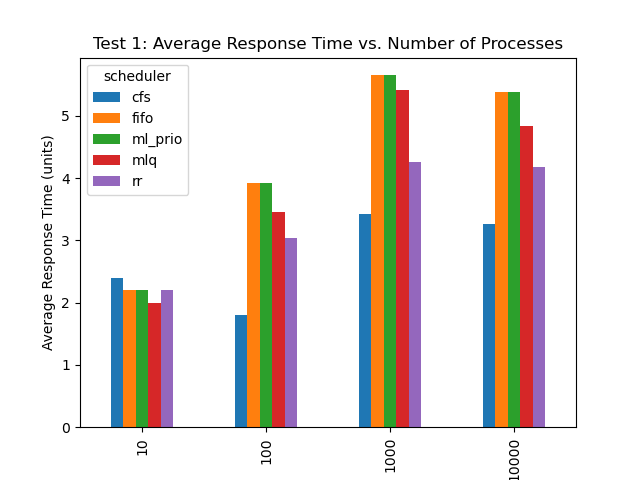 Test 1: Average Response Time vs. Number of Processes
scheduler
cfs
fifo
ml_prio
mlq
rr
Average Response Time (units)
5
4
3
2
1
0
10
100
1000
10000